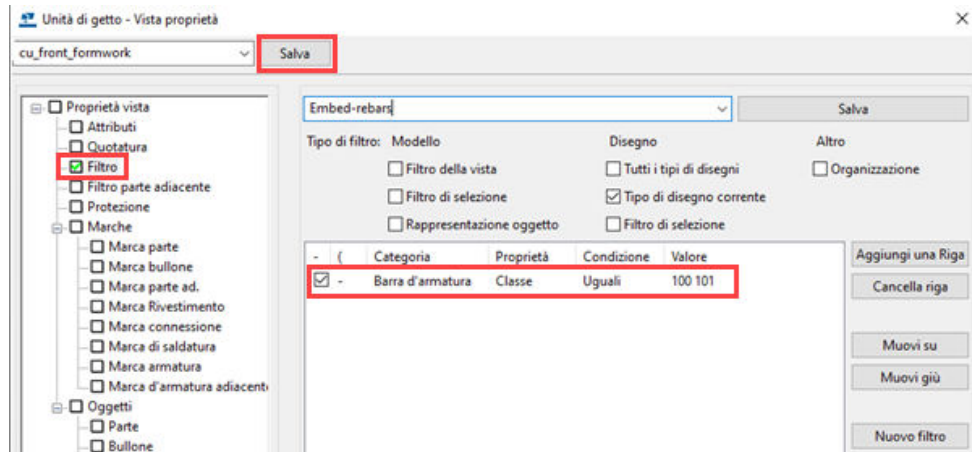 Unità di getto - Vista proprietà
cu_front_formwork
Salva
Proprietà vista
Attributi
Quotatura
Filtro
Filtro parte adiacente
Protezione
Marche
Marca parte
Marca bullone
Marca parte ad.
Marca Rivestimento
Marca connessione
Marca di saldatura
Marca armatura
Marca d'armatura adiacent
Oggetti
Parte
Bullone
Embed-rebars
Salva
Tipo di filtro: Modello Disegno Altro
Filtro della vista Tutti i tipi di disegni Organizzazione
Filtro di selezione Tipo di disegno corrente
Rappresentazione oggetto Filtro di selezione
- ( Categoria Proprietà Condizione Valore
- Barra d'armatura Classe Uguali 100 101
Aggiungi una Riga
Cancella riga
Muovi su
Muovi giù
Nuovo filtro